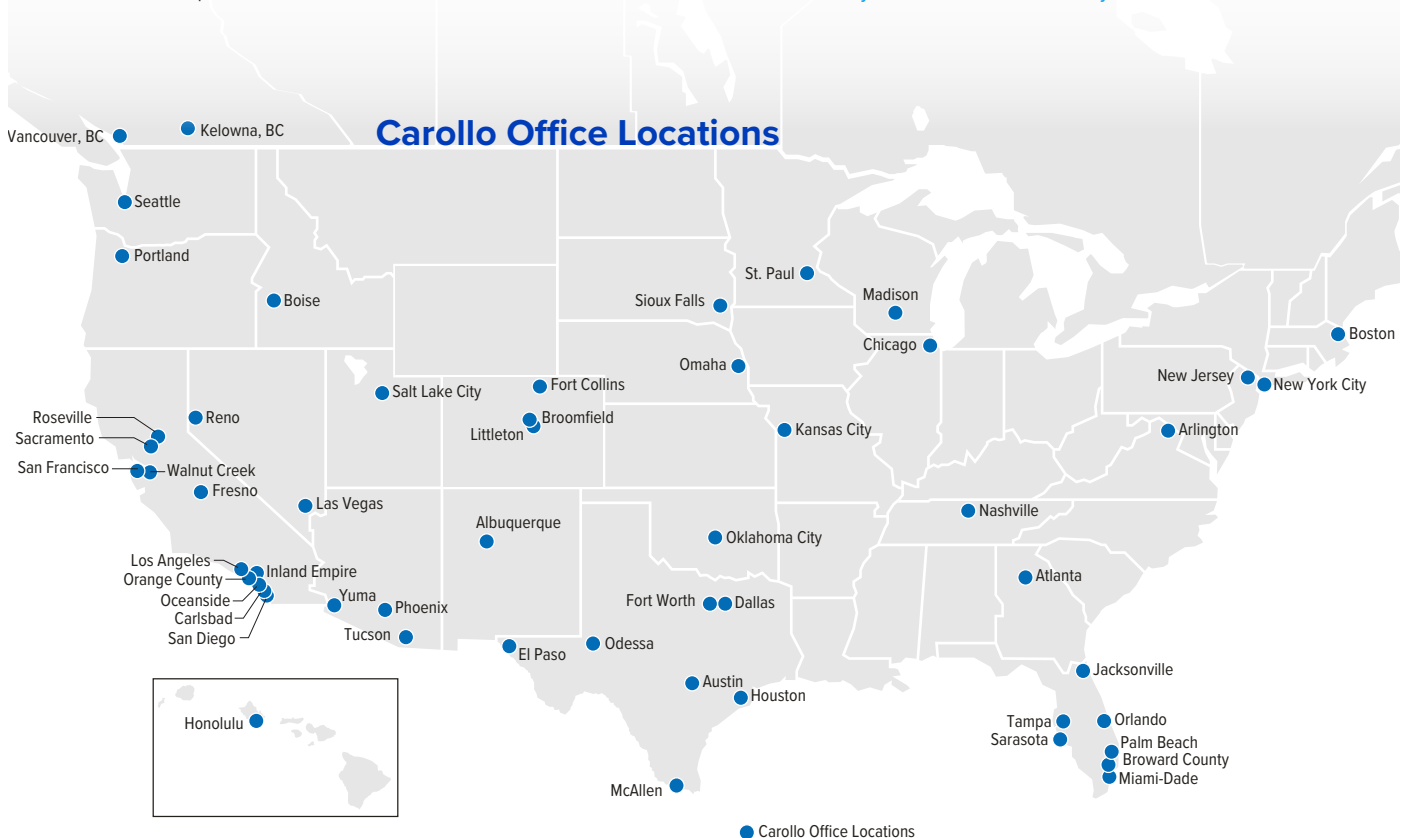 Carollo Office Locations
Vancouver, BC
Kelowna, BC
Seattle
Portland
Boise
St. Paul
Sioux Falls
Madison
Chicago
Boston
Omaha
New Jersey
New York City
Fort Collins
Salt Lake City
Roseville
Reno
Broomfield
Littleton
Kansas City
Arlington
Sacramento
San Francisco
Walnut Creek
Fresno
Las Vegas
Nashville
Albuquerque
Oklahoma City
Los Angeles
Inland Empire
Orange County
Oceanside
Carlsbad
San Diego
Yuma
Phoenix
Tucson
Fort Worth
Dallas
Atlanta
El Paso
Odessa
Austin
Houston
Jacksonville
Honolulu
Tampa
Orlando
Sarasota
Palm Beach
Broward County
Miami-Dade
McAllen
Carollo Office Locations